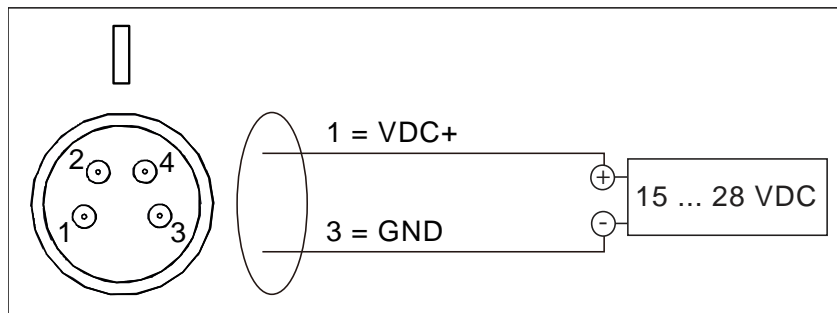 1 = VDC+
2 4
1 3
15 ... 28 VDC
3 = GND
+
-